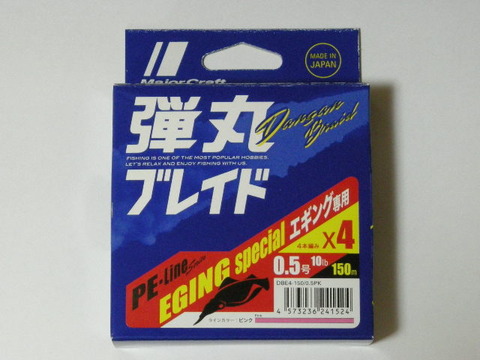 MADE IN
JAPAN
Major Craft
弾丸
Dangan Braid
FISHING IS ONE OF THE MOST POPULAR HOBBIES.
LET'S RELAX AND ENJOY FISHING WITH US.
ブレイド
PE-Line
EGING special エギング専用
4本編み X4
0.5号 10lb 150m
DBE4-150/0.5PK
ラインカラー:ピンク
4 573236 241524